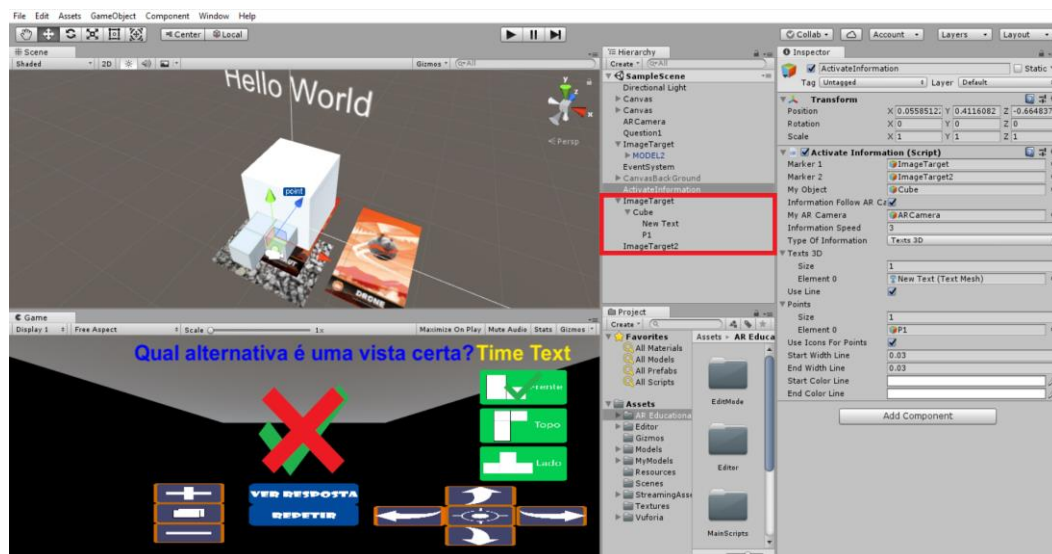 File Edit Assets GameObject Component Window Help
Center Local Collab Account Layers Layout
Scene
Shaded 2D Gizmos All
Hello World
y
x
z
Persp
point
DRONE
Hierarchy
Create All
SampleScene
Directional Light
Canvas
Canvas
ARCamera
Question1
ImageTarget
MODEL2
EventSystem
CanvasBackGround
ActivateInformation
ImageTarget
Cube
New Text
P1
ImageTarget2
Inspector
ActivateInformation Static
Tag Untagged Layer Default
Transform
Position X 0.0558512 Y 0.4116082 Z -0.664837
Rotation X 0 Y 0 Z 0
Scale X 1 Y 1 Z 1
Activate Information (Script)
Marker 1 ImageTarget
Marker 2 ImageTarget2
My Object Cube
Information Follow AR Ca
My AR Camera ARCamera
Information Speed 3
Type Of Information Texts 3D
Texts 3D
Size 1
Element 0 New Text (Text Mesh)
Use Line
Points
Size 1
Element 0 P1
Use Icons For Points
Start Width Line 0.03
End Width Line 0.03
Start Color Line
End Color Line
Add Component
Game
Display 1 Free Aspect Scale 1x Maximize On Play Mute Audio Stats Gizmos
Qual alternativa é uma vista certa? Time Text
Frente
Topo
Lado
VER RESPOSTA
REPETIR
Project
Create
Favorites
All Materials
All Models
All Prefabs
All Scripts
Assets
AR Educationa
Editor
Gizmos
Models
MyModels
Resources
Scenes
StreamingAsse
Textures
Vuforia
Assets AR Educa
EditMode
Editor
MainScripts